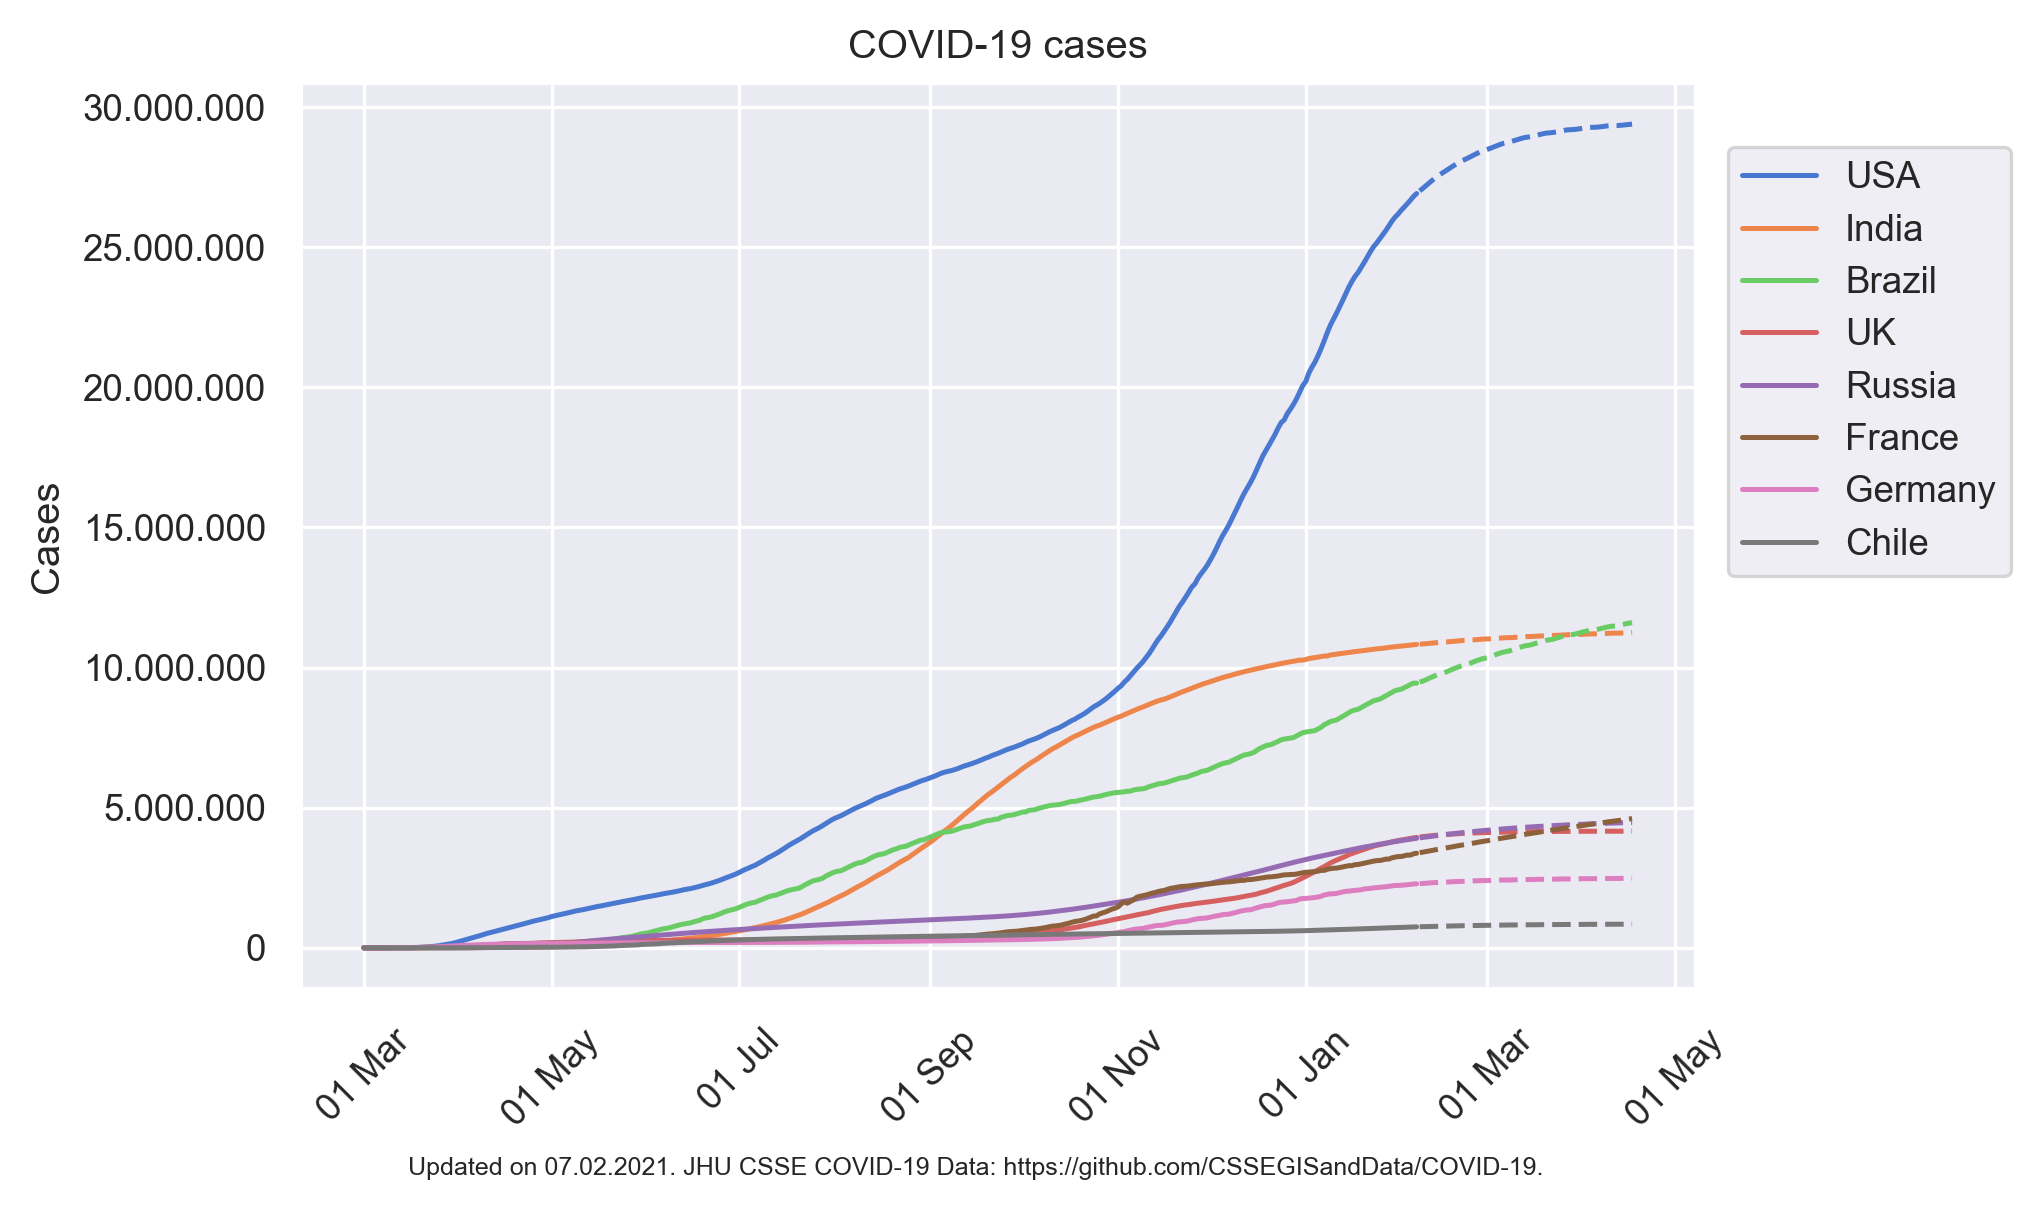 COVID-19 cases
30.000.000
25.000.000
20.000.000
15.000.000
10.000.000
5.000.000
0
Cases
USA
India
Brazil
UK
Russia
France
Germany
Chile
01 Mar
01 May
01 Jul
01 Sep
01 Nov
01 Jan
01 Mar
01 May
Updated on 07.02.2021. JHU CSSE COVID-19 Data: https://github.com/CSSEGISandData/COVID-19.